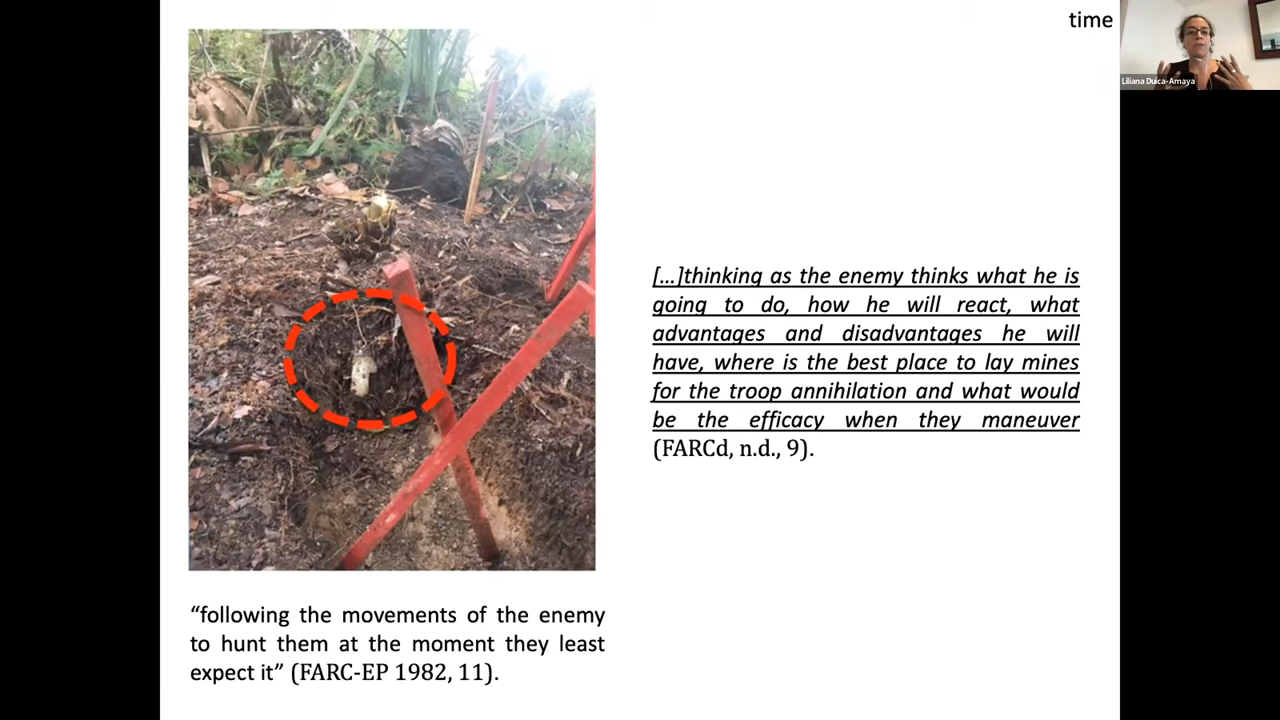 time
Liliana Duica-Amaya
[...]thinking as the enemy thinks what he is
going to do, how he will react, what
advantages and disadvantages he will
have, where is the best place to lay mines
for the troop annihilation and what would
be the efficacy when they maneuver
(FARCd, n.d., 9).
“following the movements of the enemy
to hunt them at the moment they least
expect it” (FARC-EP 1982, 11).